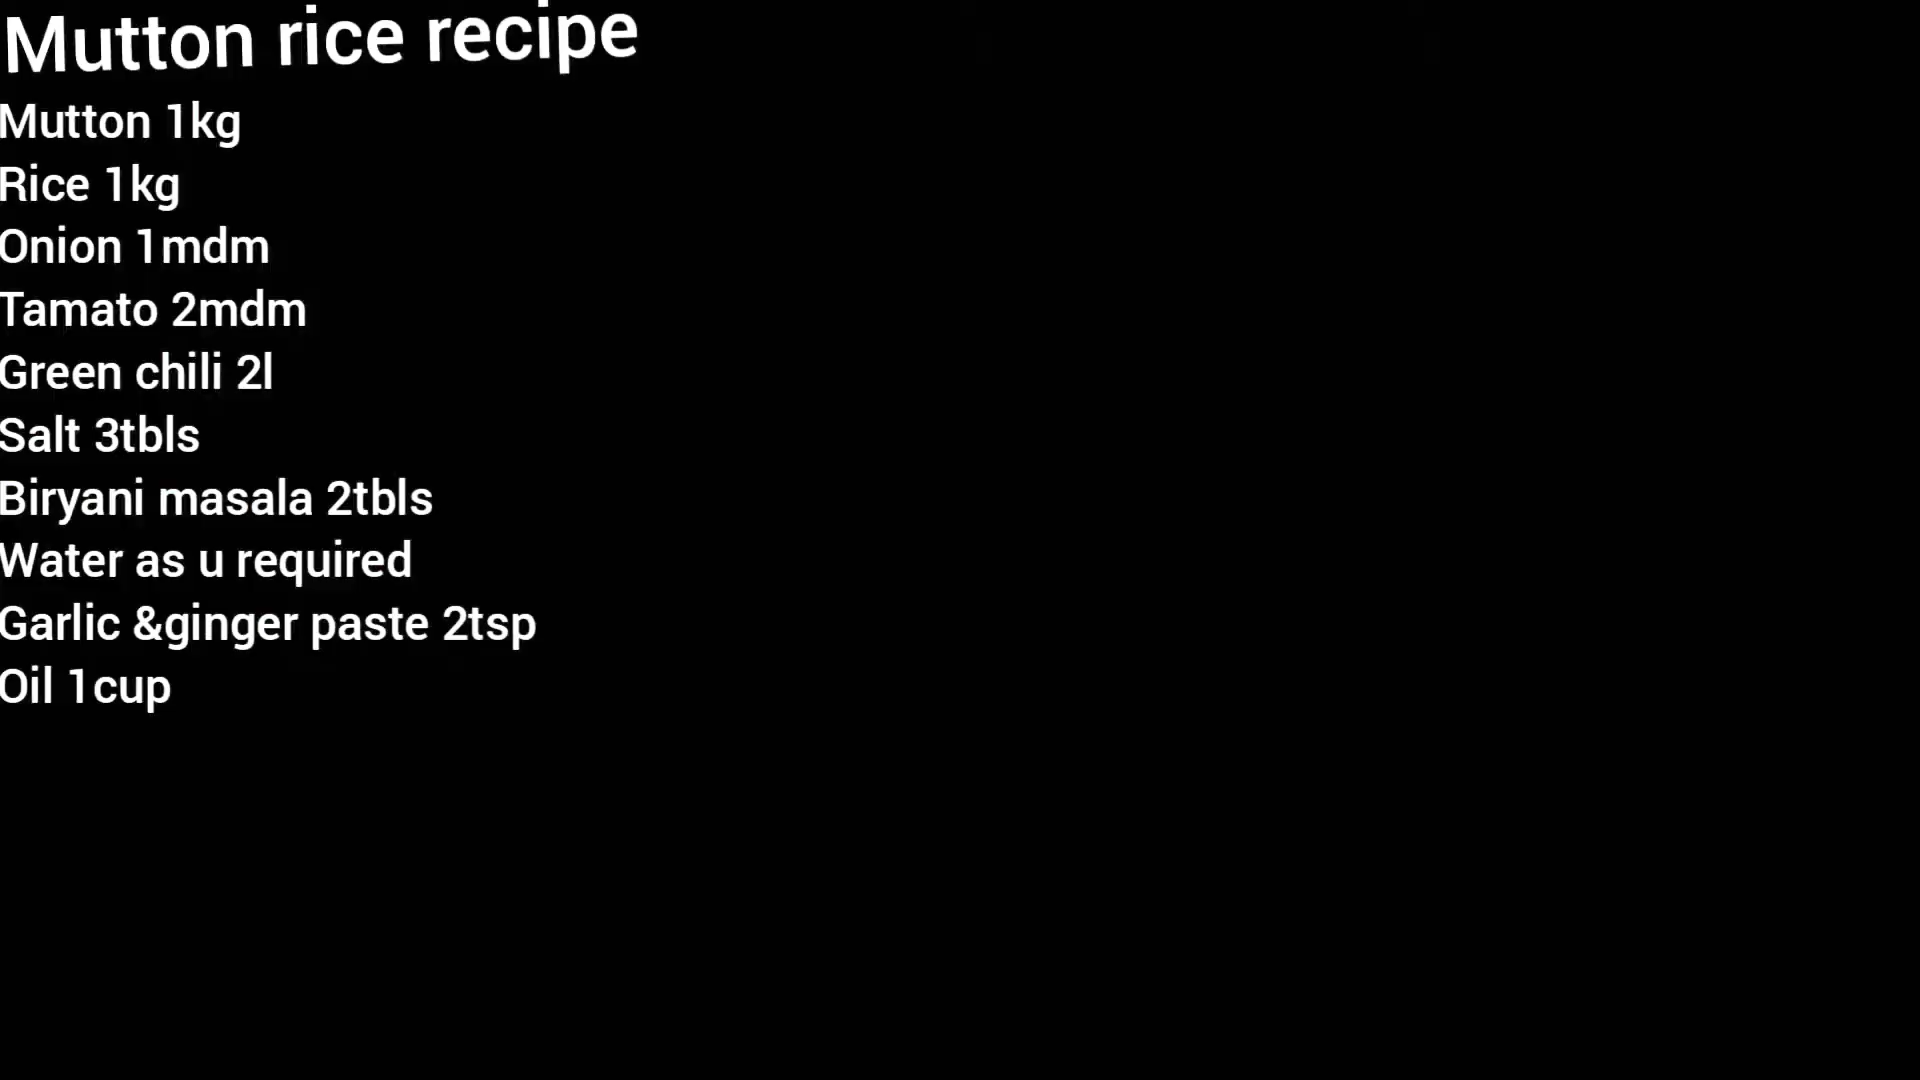 Mutton rice recipe
Mutton 1kg
Rice 1kg
Onion 1mdm
Tamato 2mdm
Green chili 2l
Salt 3tbls
Biryani masala 2tbls
Water as u required
Garlic &ginger paste 2tsp
Oil 1cup